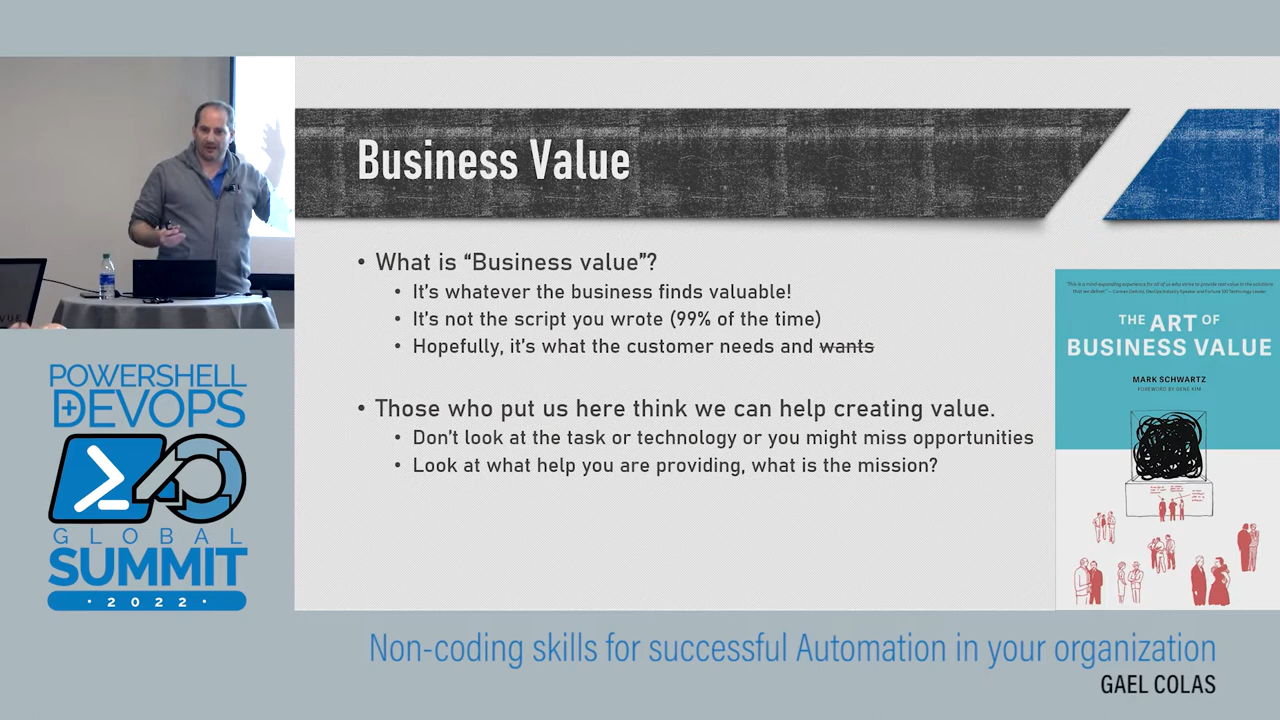 Business Value
• What is “Business value”?
• It’s whatever the business finds valuable!
• It’s not the script you wrote (99% of the time)
• Hopefully, it’s what the customer needs and wants
• Those who put us here think we can help creating value.
• Don’t look at the task or technology or you might miss opportunities
• Look at what help you are providing, what is the mission?
THE ART OF
BUSINESS VALUE
MARK SCHWARTZ
FOREWORD BY GENE KIM
POWERSHELL
DEVOPS
GLOBAL
SUMMIT
· 2022 ·
Non-coding skills for successful Automation in your organization
GAEL COLAS